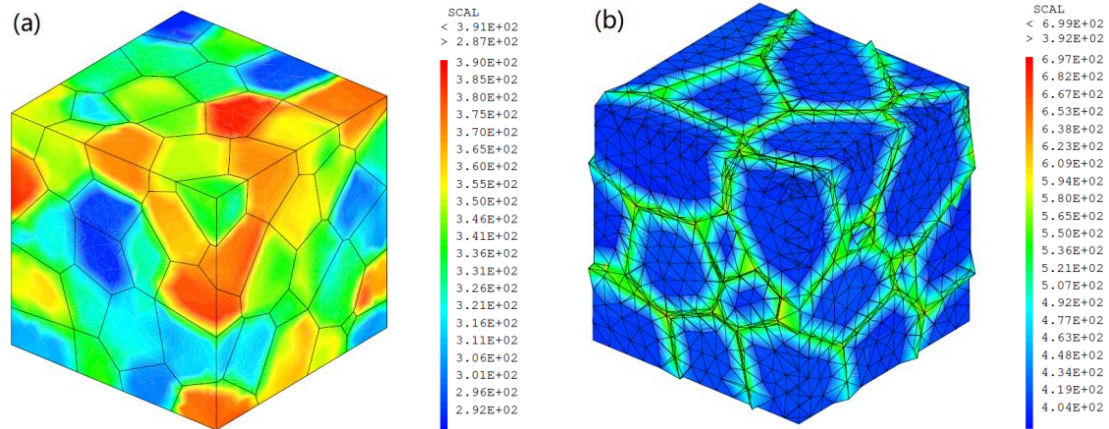 (a)
SCAL
< 3.91E+02
> 2.87E+02
3.90E+02
3.85E+02
3.80E+02
3.75E+02
3.70E+02
3.65E+02
3.60E+02
3.55E+02
3.50E+02
3.46E+02
3.41E+02
3.36E+02
3.31E+02
3.26E+02
3.21E+02
3.16E+02
3.11E+02
3.06E+02
3.01E+02
2.96E+02
2.92E+02
(b)
SCAL
< 6.99E+02
> 3.92E+02
6.97E+02
6.82E+02
6.67E+02
6.53E+02
6.38E+02
6.23E+02
6.09E+02
5.94E+02
5.80E+02
5.65E+02
5.50E+02
5.36E+02
5.21E+02
5.07E+02
4.92E+02
4.77E+02
4.63E+02
4.48E+02
4.34E+02
4.19E+02
4.04E+02